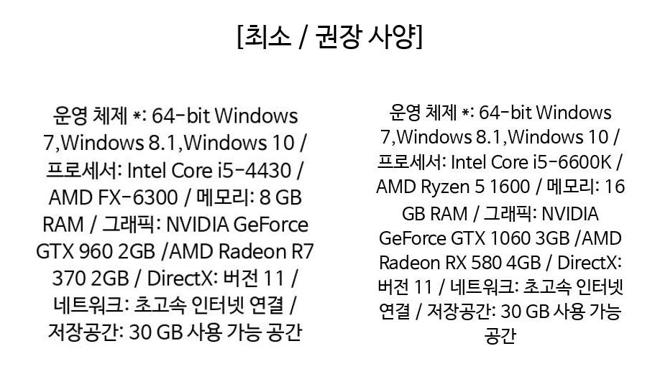 [최소 / 권장 사양]
운영 체제 *: 64-bit Windows
7,Windows 8.1,Windows 10 /
프로세서: Intel Core i5-4430 /
AMD FX-6300 / 메모리: 8 GB
RAM / 그래픽: NVIDIA GeForce
GTX 960 2GB /AMD Radeon R7
370 2GB / DirectX: 버전 11 /
네트워크: 초고속 인터넷 연결 /
저장공간: 30 GB 사용 가능 공간
운영 체제 *: 64-bit Windows
7,Windows 8.1,Windows 10 /
프로세서: Intel Core i5-6600K /
AMD Ryzen 5 1600 / 메모리: 16
GB RAM / 그래픽: NVIDIA
GeForce GTX 1060 3GB /AMD
Radeon RX 580 4GB / DirectX:
버전 11 / 네트워크: 초고속 인터넷
연결 / 저장공간: 30 GB 사용 가능
공간